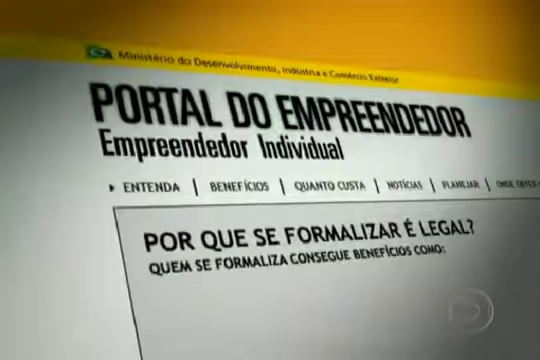 Ministério do Desenvolvimento, Indústria e Comércio Exterior
PORTAL DO EMPREENDEDOR
Empreendedor Individual
ENTENDA | BENEFÍCIOS | QUANTO CUSTA | NOTÍCIAS | PLANEJAR | ONDE
POR QUE SE FORMALIZAR É LEGAL?
QUEM SE FORMALIZA CONSEGUE BENEFÍCIOS COMO: